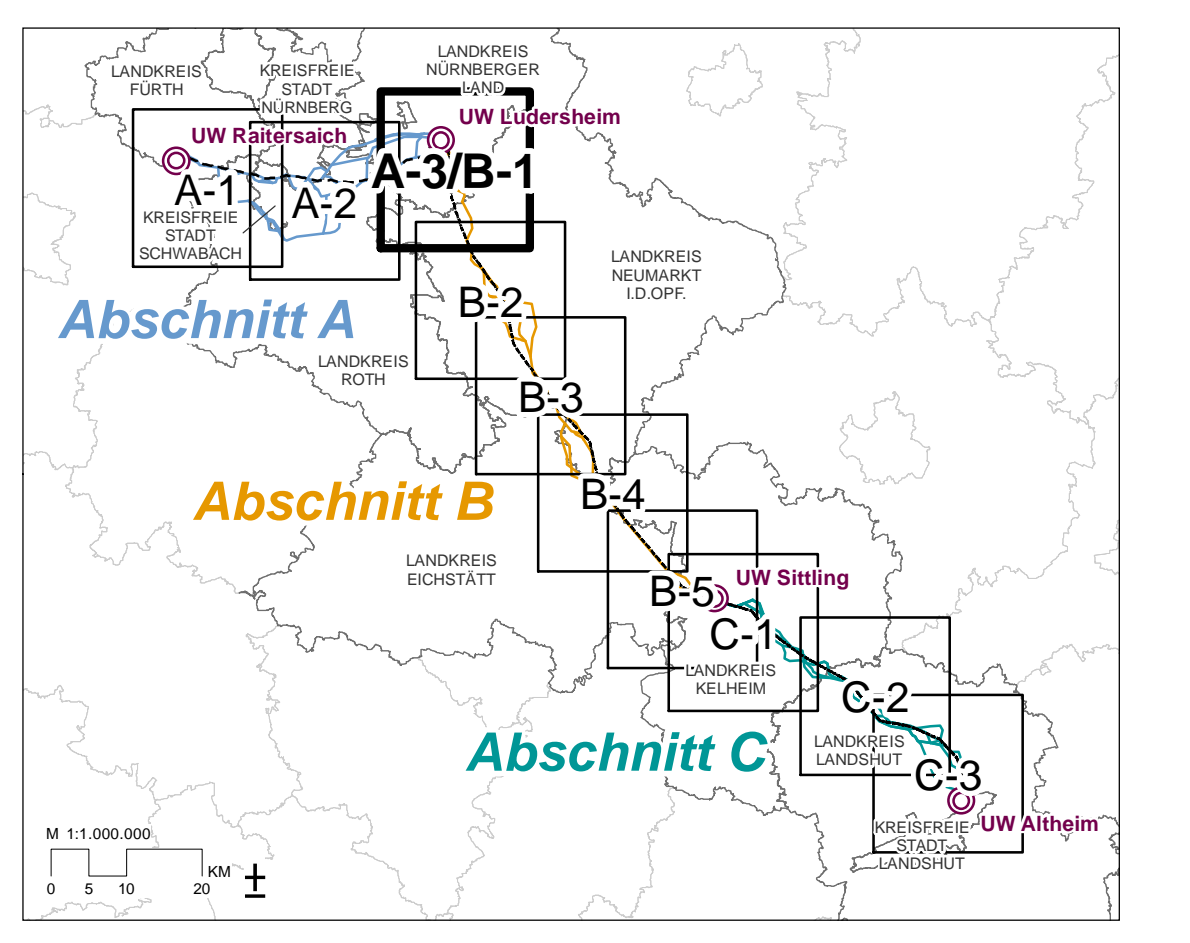 LANDKREIS
FÜRTH
KREISFREIE
STADT
NÜRNBERG
LANDKREIS
NÜRNBERGER
LAND
UW Raitersaich
UW Ludersheim
A-1
A-2
A-3/B-1
KREISFREIE
STADT
SCHWABACH
LANDKREIS
NEUMARKT
I.D.OPF.
Abschnitt A
B-2
LANDKREIS
ROTH
B-3
Abschnitt B
B-4
LANDKREIS
EICHSTÄTT
B-5
UW Sittling
C-1
LANDKREIS
KELHEIM
C-2
Abschnitt C
LANDKREIS
LANDSHUT
C-3
UW Altheim
KREISFREIE
STADT
LANDSHUT
M 1:1.000.000
KM
0 5 10 20